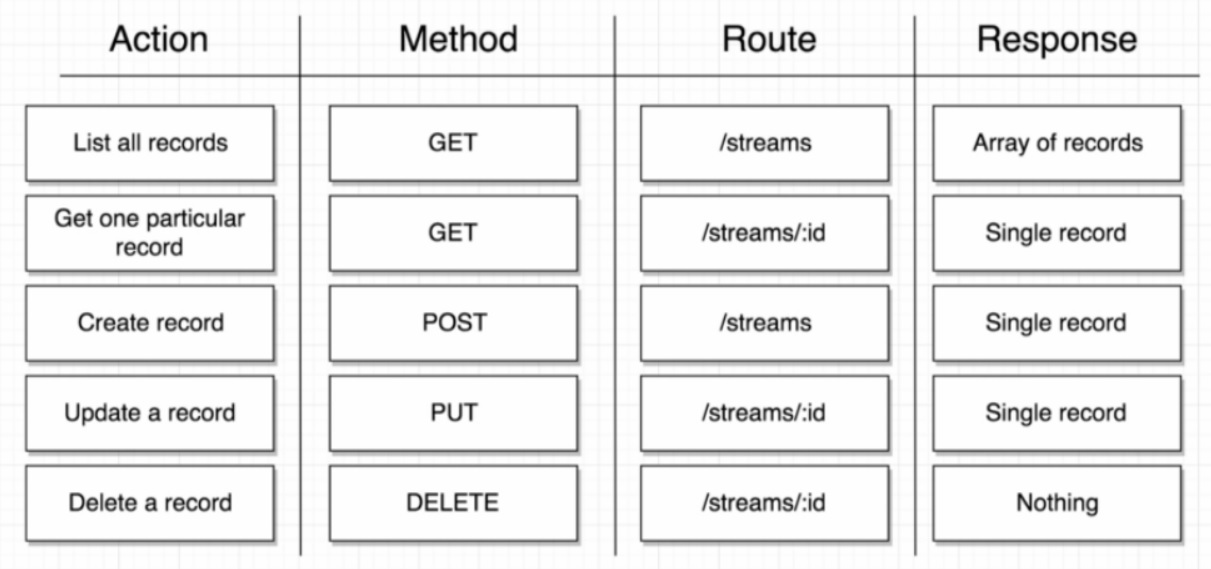 Action Method Route Response
List all records GET /streams Array of records
Get one particular
record GET /streams/:id Single record
Create record POST /streams Single record
Update a record PUT /streams/:id Single record
Delete a record DELETE /streams/:id Nothing